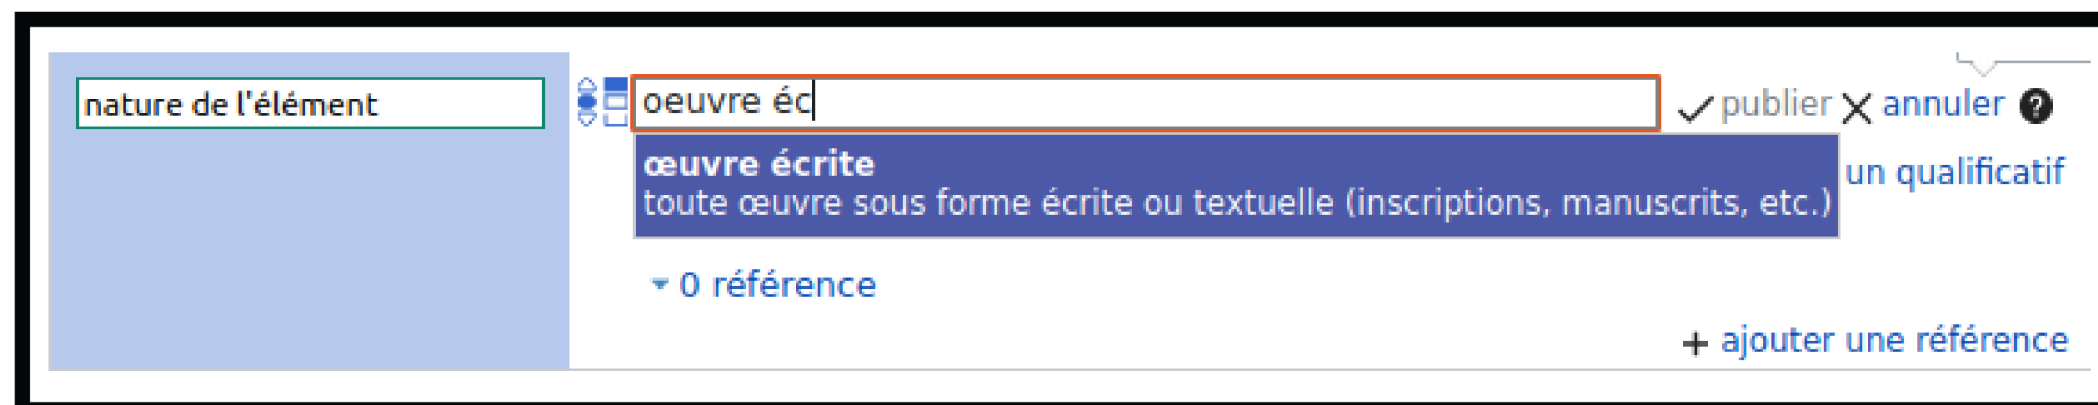 nature de l'élément
oeuvre éc
publier annuler ?
œuvre écrite
toute œuvre sous forme écrite ou textuelle (inscriptions, manuscrits, etc.)
un qualificatif
0 référence
+ ajouter une référence